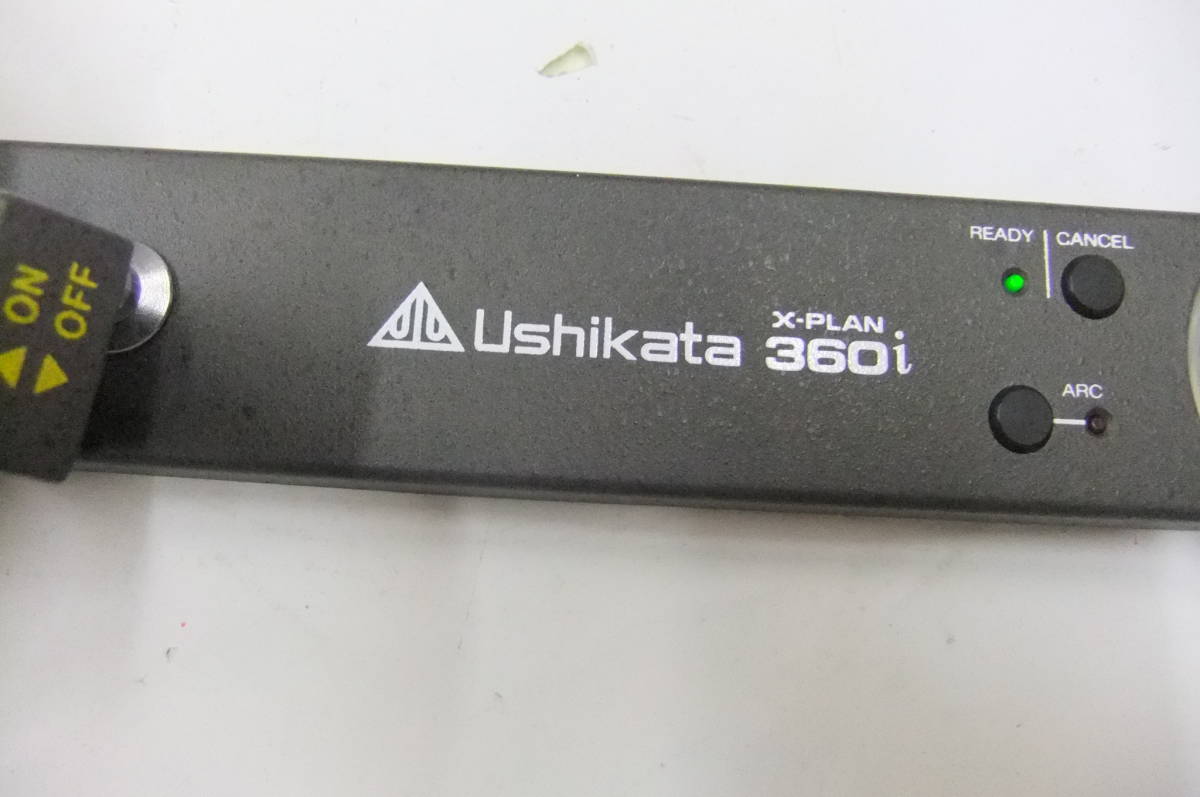 ON
OFF
Ushikata
X-PLAN
360i
READY
CANCEL
ARC